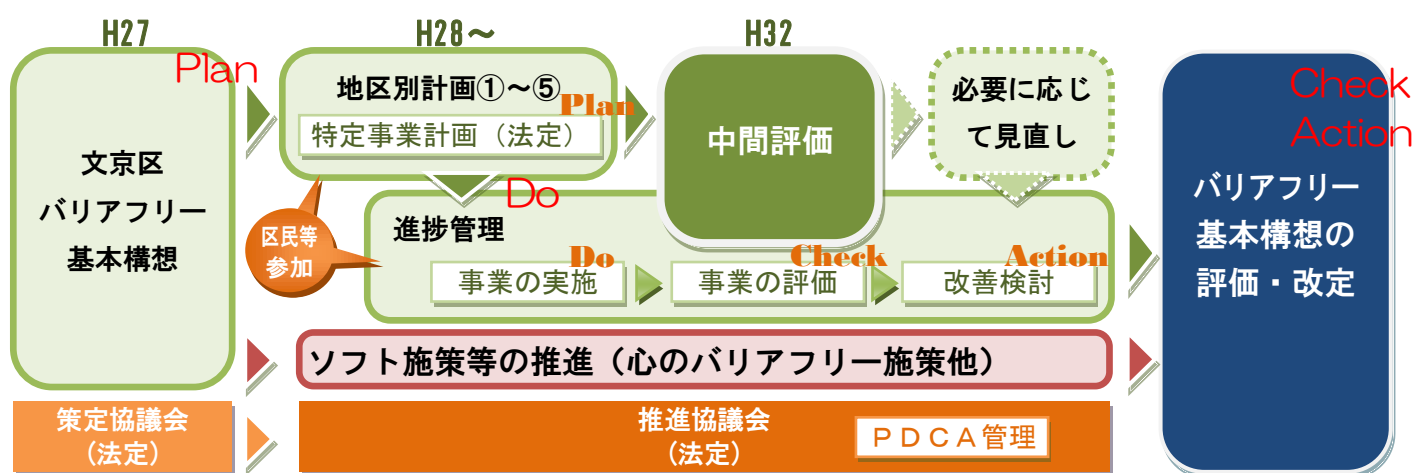 H27
H28～
H32
Plan
文京区
バリアフリー
基本構想
地区別計画①～⑤
Plan
特定事業計画（法定）
中間評価
必要に応じ
て見直し
Check
Action
バリアフリー
基本構想の
評価・改定
Do
区民等
参加
進捗管理
Do
事業の実施
Check
事業の評価
Action
改善検討
ソフト施策等の推進（心のバリアフリー施策他）
策定協議会
（法定）
推進協議会
（法定）
ＰＤＣＡ管理